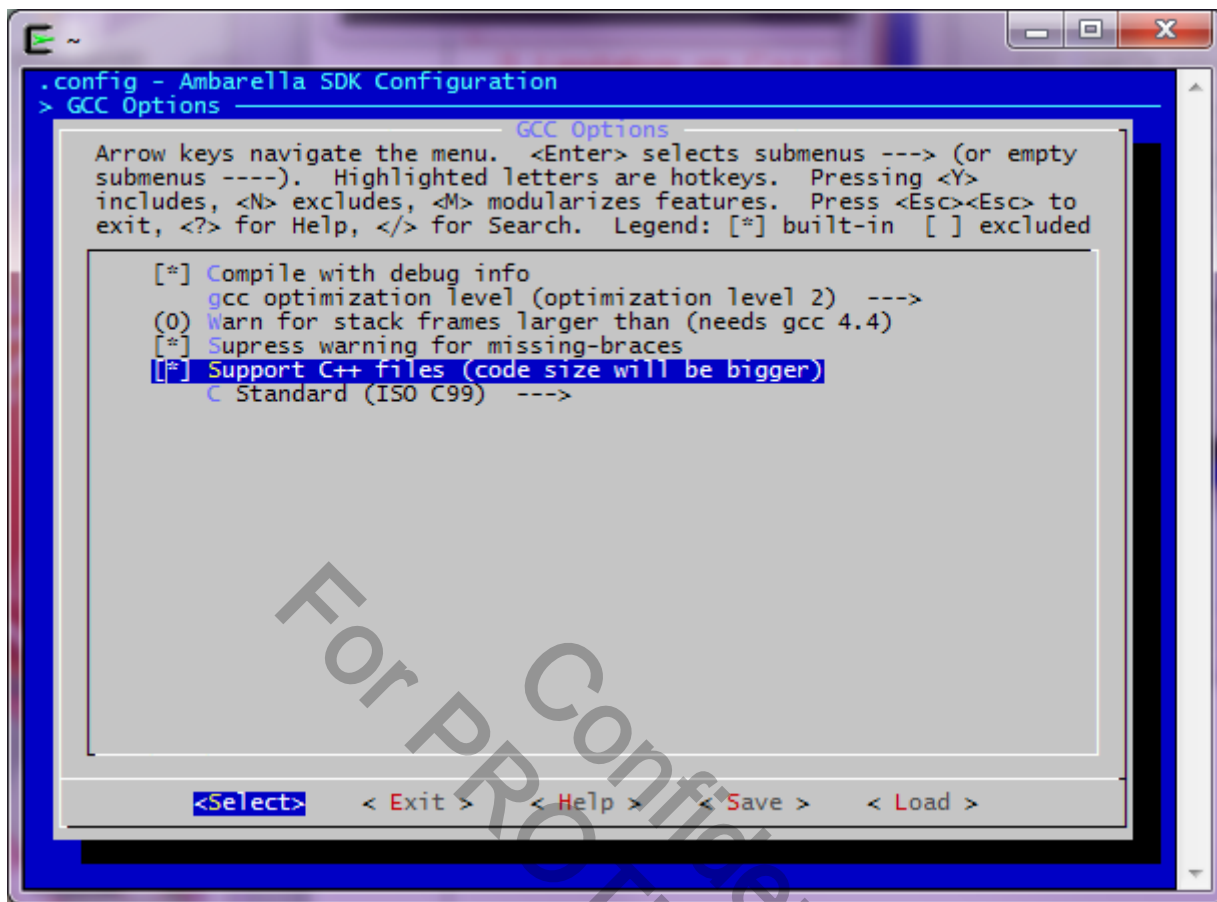 ~
.config - Ambarella SDK Configuration
> GCC Options
GCC Options
Arrow keys navigate the menu. <Enter> selects submenus ---> (or empty
submenus ----). Highlighted letters are hotkeys. Pressing <Y>
includes, <N> excludes, <M> modularizes features. Press <Esc><Esc> to
exit, <?> for Help, </> for Search. Legend: [*] built-in [ ] excluded
[*] Compile with debug info
gcc optimization level (optimization level 2) --->
(0) Warn for stack frames larger than (needs gcc 4.4)
[*] Supress warning for missing-braces
[*] Support C++ files (code size will be bigger)
C Standard (ISO C99) --->
<Select> < Exit > < Help > < Save > < Load >
For